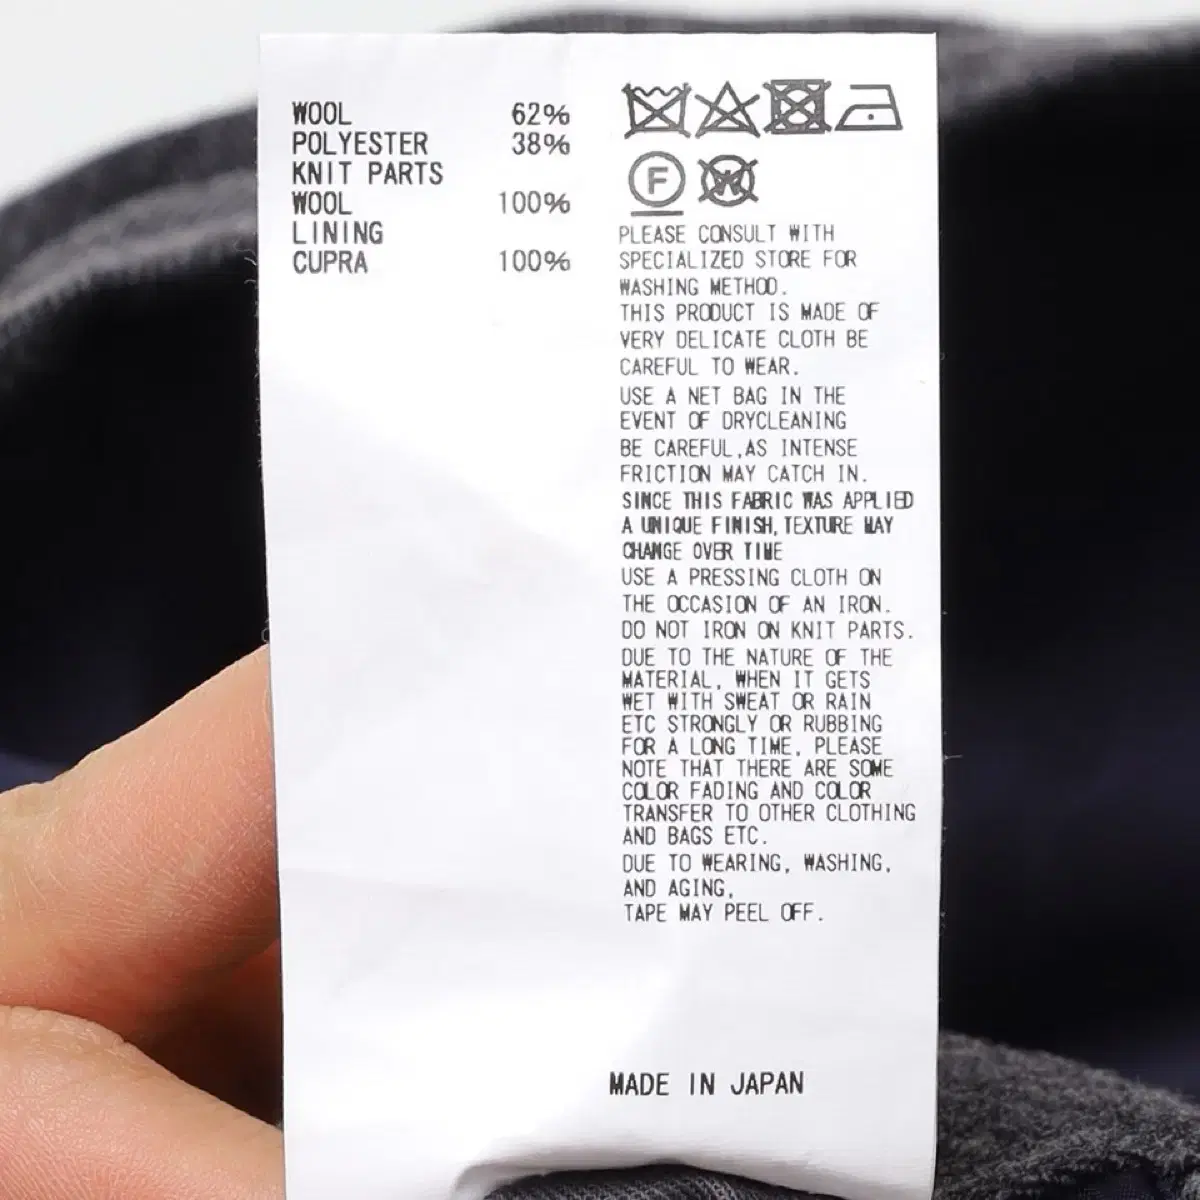 WOOL 62%
POLYESTER 38%
KNIT PARTS
WOOL 100%
LINING
CUPRA 100%
F
W
PLEASE CONSULT WITH
SPECIALIZED STORE FOR
WASHING METHOD.
THIS PRODUCT IS MADE OF
VERY DELICATE CLOTH BE
CAREFUL TO WEAR.
USE A NET BAG IN THE
EVENT OF DRYCLEANING
BE CAREFUL,AS INTENSE
FRICTION MAY CATCH IN.
SINCE THIS FABRIC WAS APPLIED
A UNIQUE FINISH,TEXTURE MAY
CHANGE OVER TIME
USE A PRESSING CLOTH ON
THE OCCASION OF AN IRON.
DO NOT IRON ON KNIT PARTS.
DUE TO THE NATURE OF THE
MATERIAL, WHEN IT GETS
WET WITH SWEAT OR RAIN
ETC STRONGLY OR RUBBING
FOR A LONG TIME, PLEASE
NOTE THAT THERE ARE SOME
COLOR FADING AND COLOR
TRANSFER TO OTHER CLOTHING
AND BAGS ETC.
DUE TO WEARING, WASHING,
AND AGING,
TAPE MAY PEEL OFF.
MADE IN JAPAN